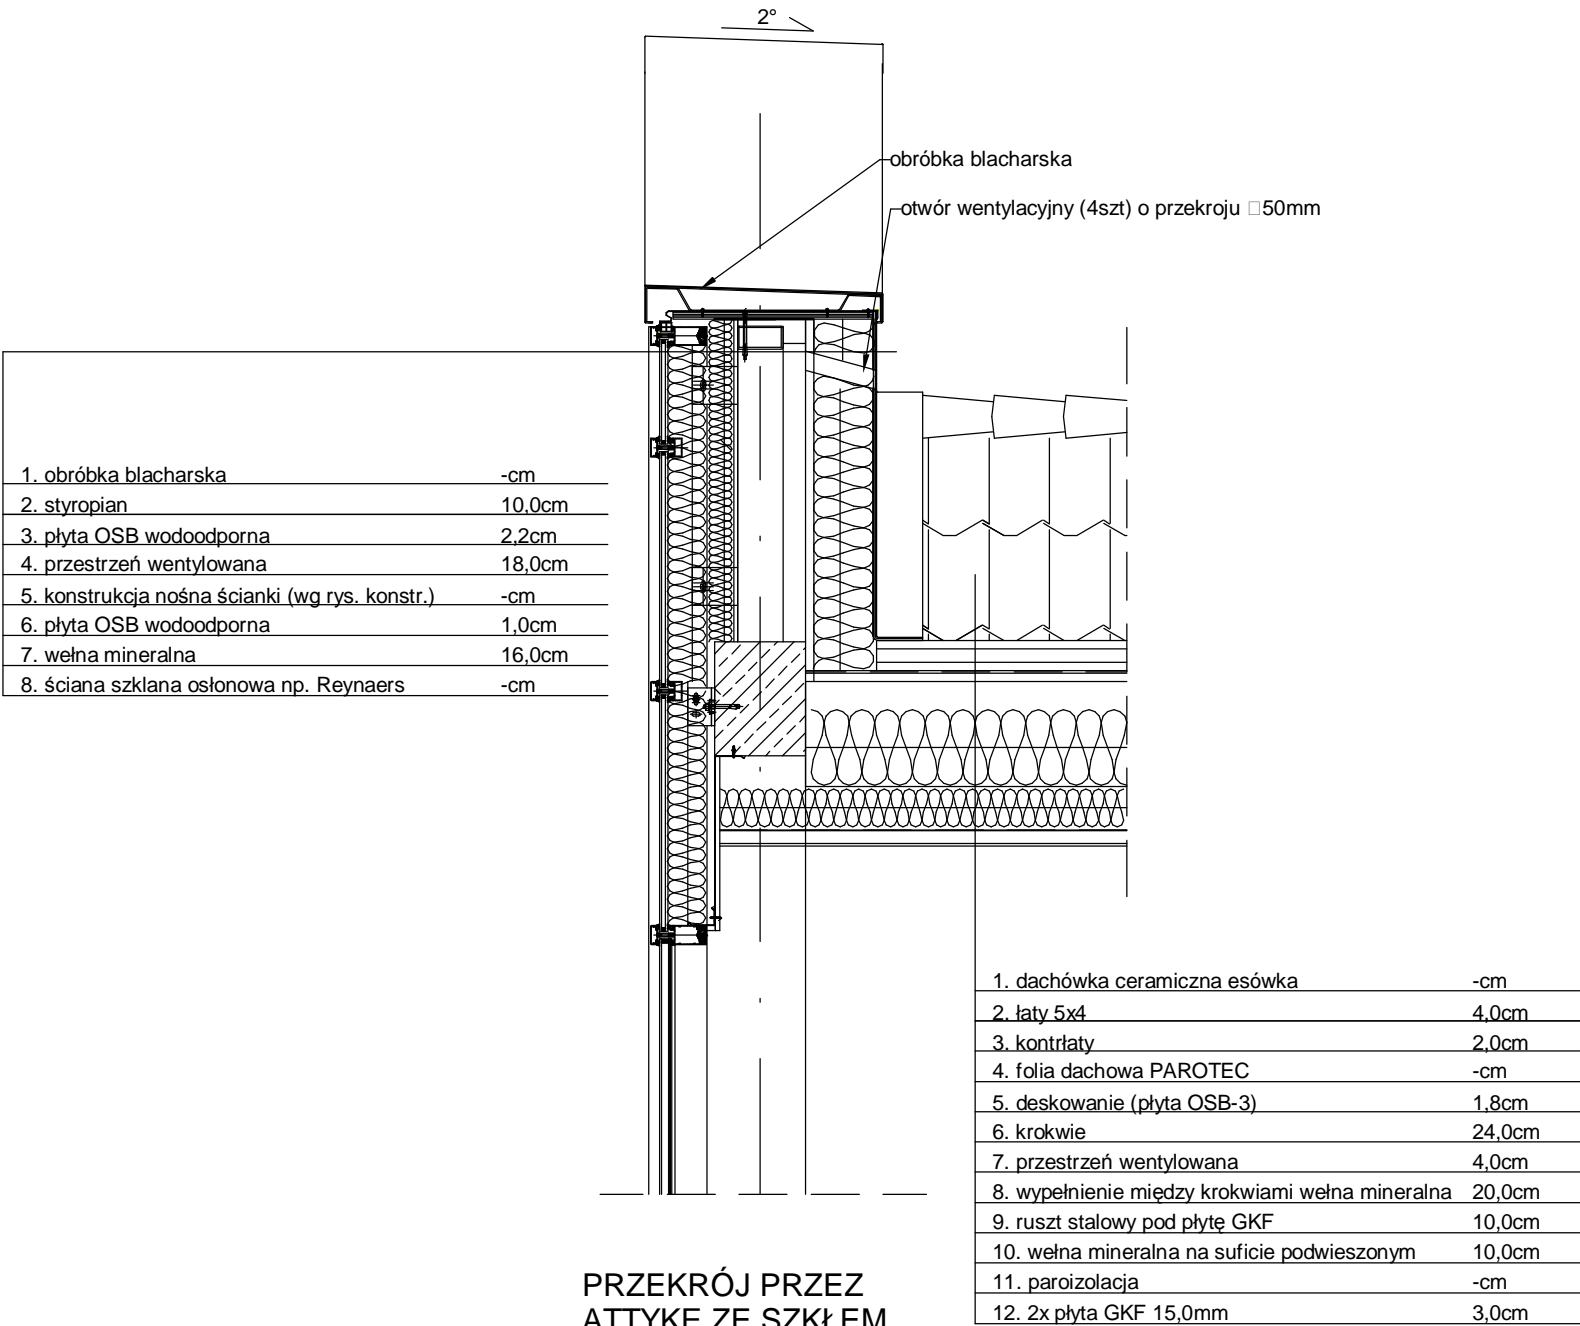 2°
obróbka blacharska
otwór wentylacyjny (4szt) o przekroju □50mm
1. obróbka blacharska -cm
2. styropian 10,0cm
3. płyta OSB wodoodporna 2,2cm
4. przestrzeń wentylowana 18,0cm
5. konstrukcja nośna ścianki (wg rys. konstr.) -cm
6. płyta OSB wodoodporna 1,0cm
7. wełna mineralna 16,0cm
8. ściana szklana osłonowa np. Reynaers -cm
1. dachówka ceramiczna esówka -cm
2. łaty 5x4 4,0cm
3. kontrłaty 2,0cm
4. folia dachowa PAROTEC -cm
5. deskowanie (płyta OSB-3) 1,8cm
6. krokwie 24,0cm
7. przestrzeń wentylowana 4,0cm
8. wypełnienie między krokwiami wełna mineralna 20,0cm
9. ruszt stalowy pod płytę GKF 10,0cm
10. wełna mineralna na suficie podwieszonym 10,0cm
11. paroizolacja -cm
12. 2x płyta GKF 15,0mm 3,0cm
PRZEKRÓJ PRZEZ
ATTYKĘ ZE SZKŁEM